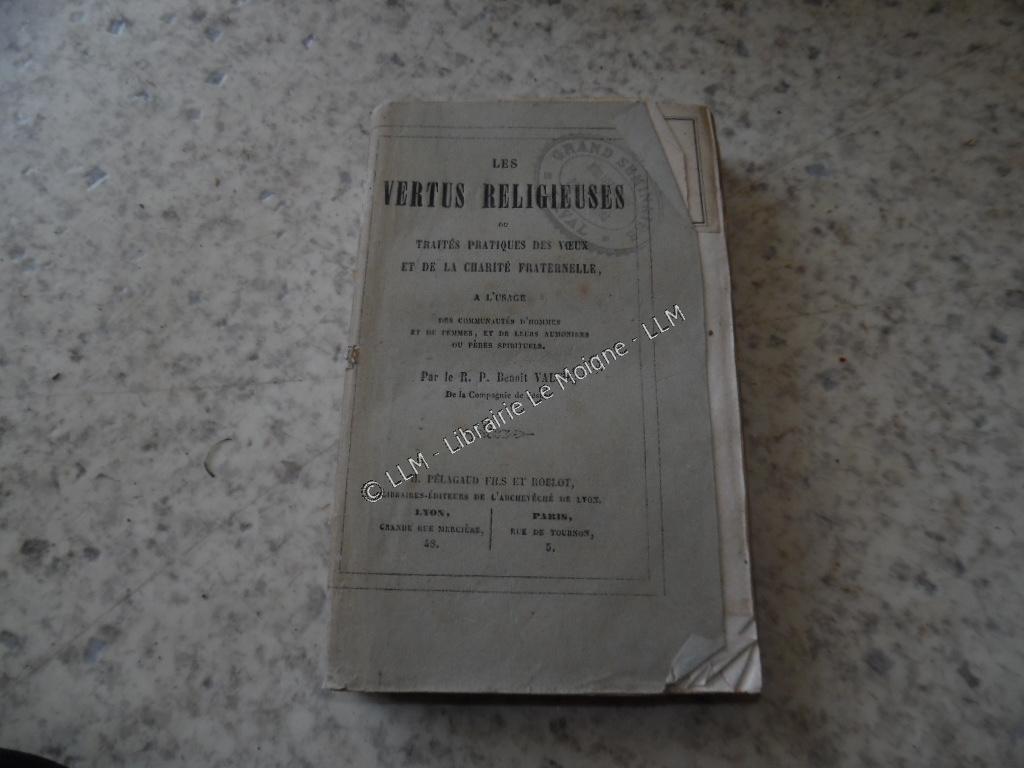 LES
VERTUS RELIGIEUSES
OU
TRAITÉS PRATIQUES DES VŒUX
ET DE LA CHARITÉ FRATERNELLE,
A L'USAGE
DES COMMUNAUTÉS D'HOMMES
ET DE FEMMES, ET DE LEURS AUMONIERS
OU PÈRES SPIRITUELS.
Par le R. P. Benoit
De la Compagnie de
PÉLAGAUD FILS ET ROBLOT,
LIBRAIRES-ÉDITEURS DE L'ARCHEVÊCHÉ DE LYON.
LYON,
GRANDE RUE MERCIÈRE,
48.
PARIS,
RUE DE TOURNON,
5.
GRAND
© LLM - Librairie Le Moigne - LLM